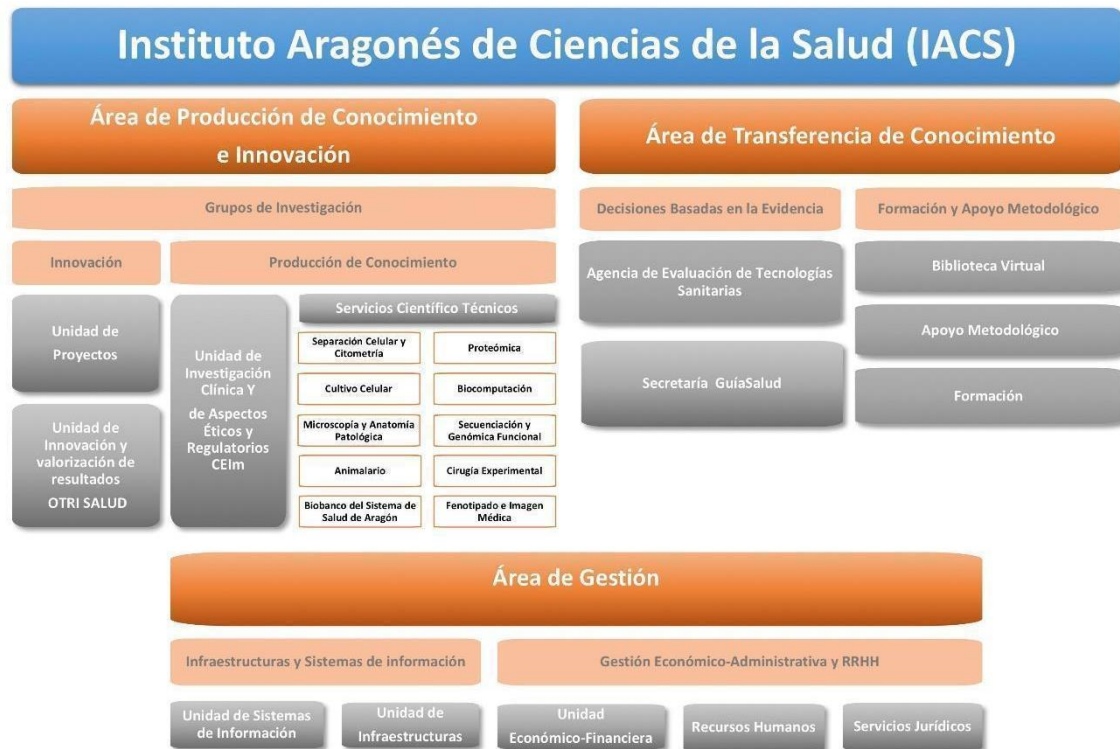 Instituto Aragonés de Ciencias de la Salud (IACS)
Área de Producción de Conocimiento
e Innovación
Grupos de Investigación
Innovación
Producción de Conocimiento
Unidad de
Proyectos
Unidad de
Innovación y
valorización de
resultados
OTRI SALUD
Unidad de
Investigación
Clínica Y
de Aspectos
Éticos y
Regulatorios
CEIm
Servicios Científico Técnicos
Separación Celular y
Citometría
Proteómica
Cultivo Celular
Biocomputación
Microscopía y Anatomía
Patológica
Secuenciación y
Genómica Funcional
Animalario
Cirugía Experimental
Biobanco del Sistema de
Salud de Aragón
Fenotipado e Imagen
Médica
Área de Transferencia de Conocimiento
Decisiones Basadas en la Evidencia
Formación y Apoyo Metodológico
Agencia de Evaluación de Tecnologías
Sanitarias
Secretaría GuíaSalud
Biblioteca Virtual
Apoyo Metodológico
Formación
Área de Gestión
Infraestructuras y Sistemas de información
Gestión Económico-Administrativa y RRHH
Unidad de Sistemas
de Información
Unidad de
Infraestructuras
Unidad
Económico-Financiera
Recursos Humanos
Servicios Jurídicos